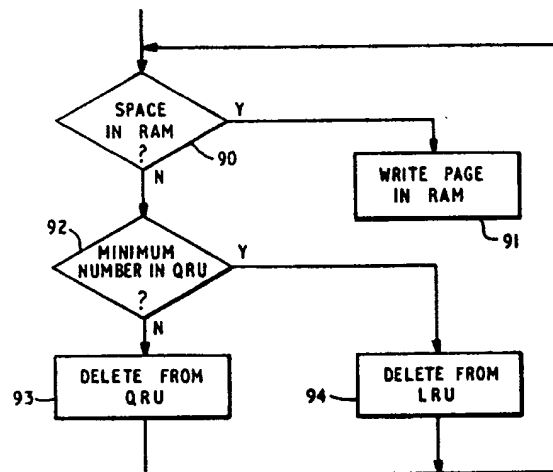 SPACE
IN RAM
?
Y
90
N
WRITE PAGE
IN RAM
91
92
MINIMUM
NUMBER IN QRU
?
Y
N
DELETE FROM
QRU
93
DELETE FROM
LRU
94